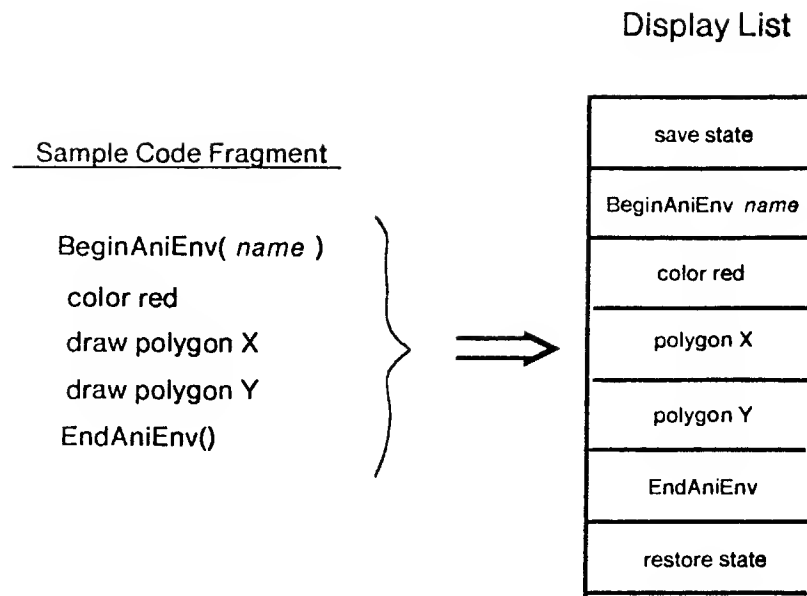 Display List
Sample Code Fragment
BeginAniEnv( name )
color red
draw polygon X
draw polygon Y
EndAniEnv()
save state
BeginAniEnv name
color red
polygon X
polygon Y
EndAniEnv
restore state